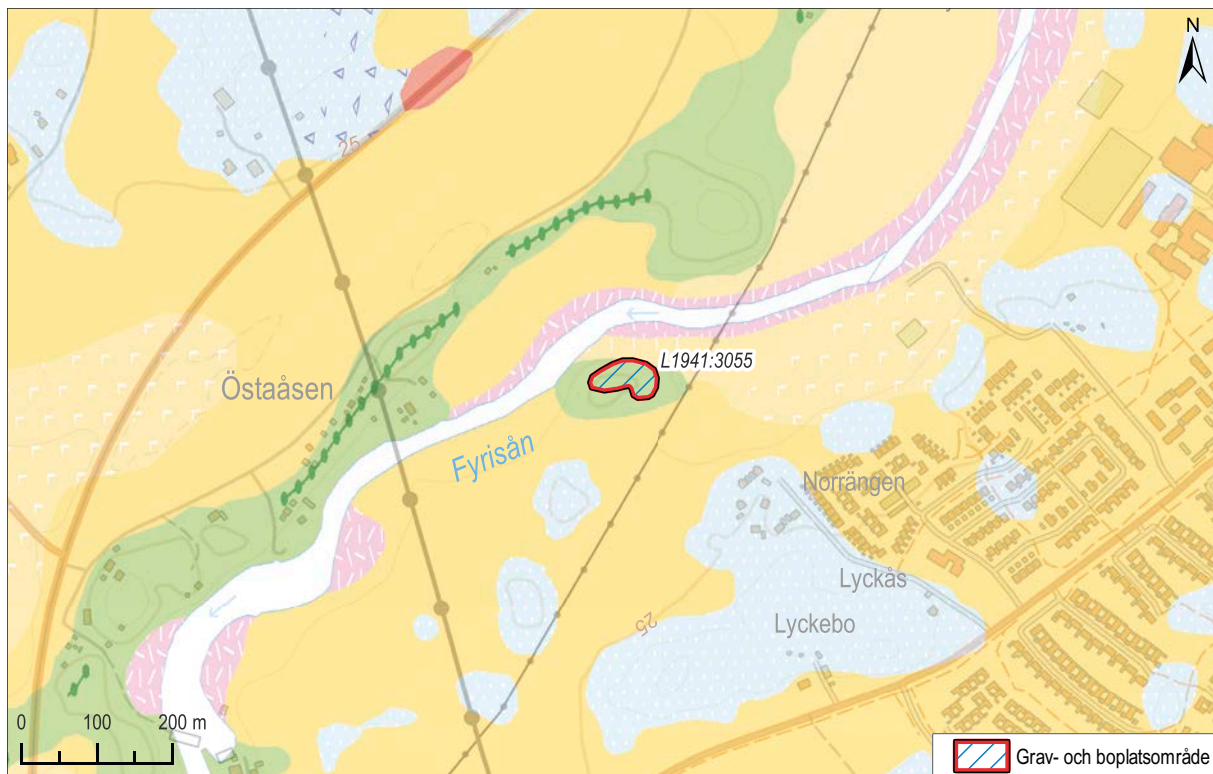 N
25
L1941:3055
Östaåsen
Fyrisån
Norrängen
Lyckås
25
Lyckebo
0 100 200 m
Grav- och boplatsområde